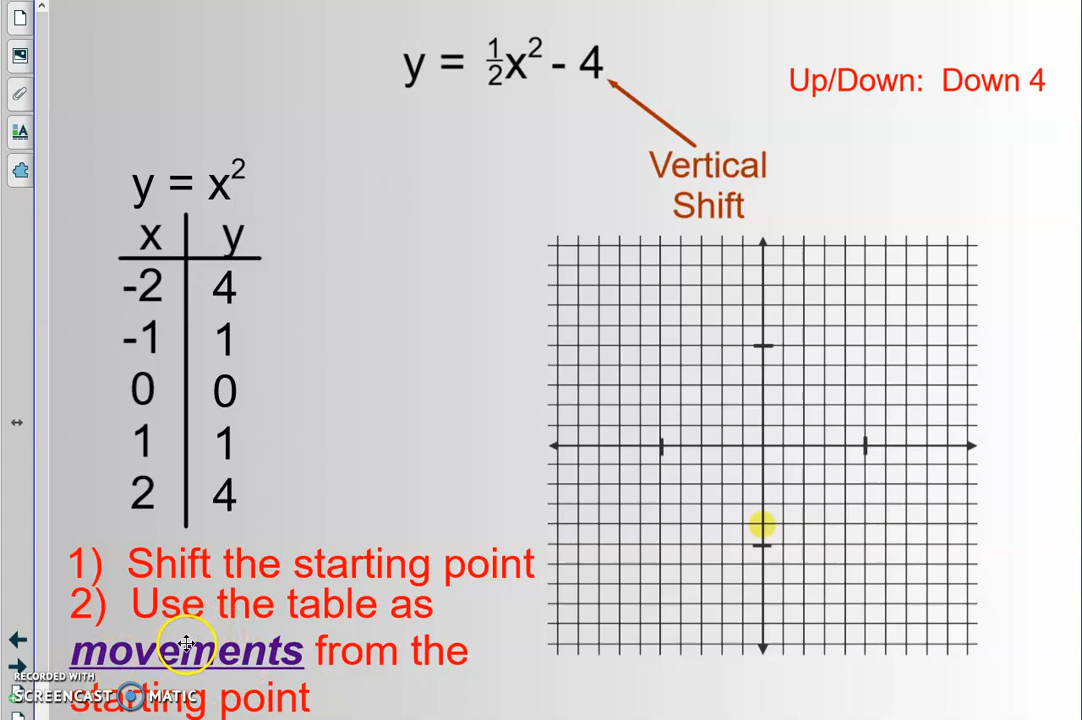 y = ½x² - 4
Up/Down: Down 4
Vertical
Shift
y = x²
x y
-2 4
-1 1
0 0
1 1
2 4
1) Shift the starting point
2) Use the table as
movements from the
starting point
RECORDED WITH
SCREENCAST MATIC